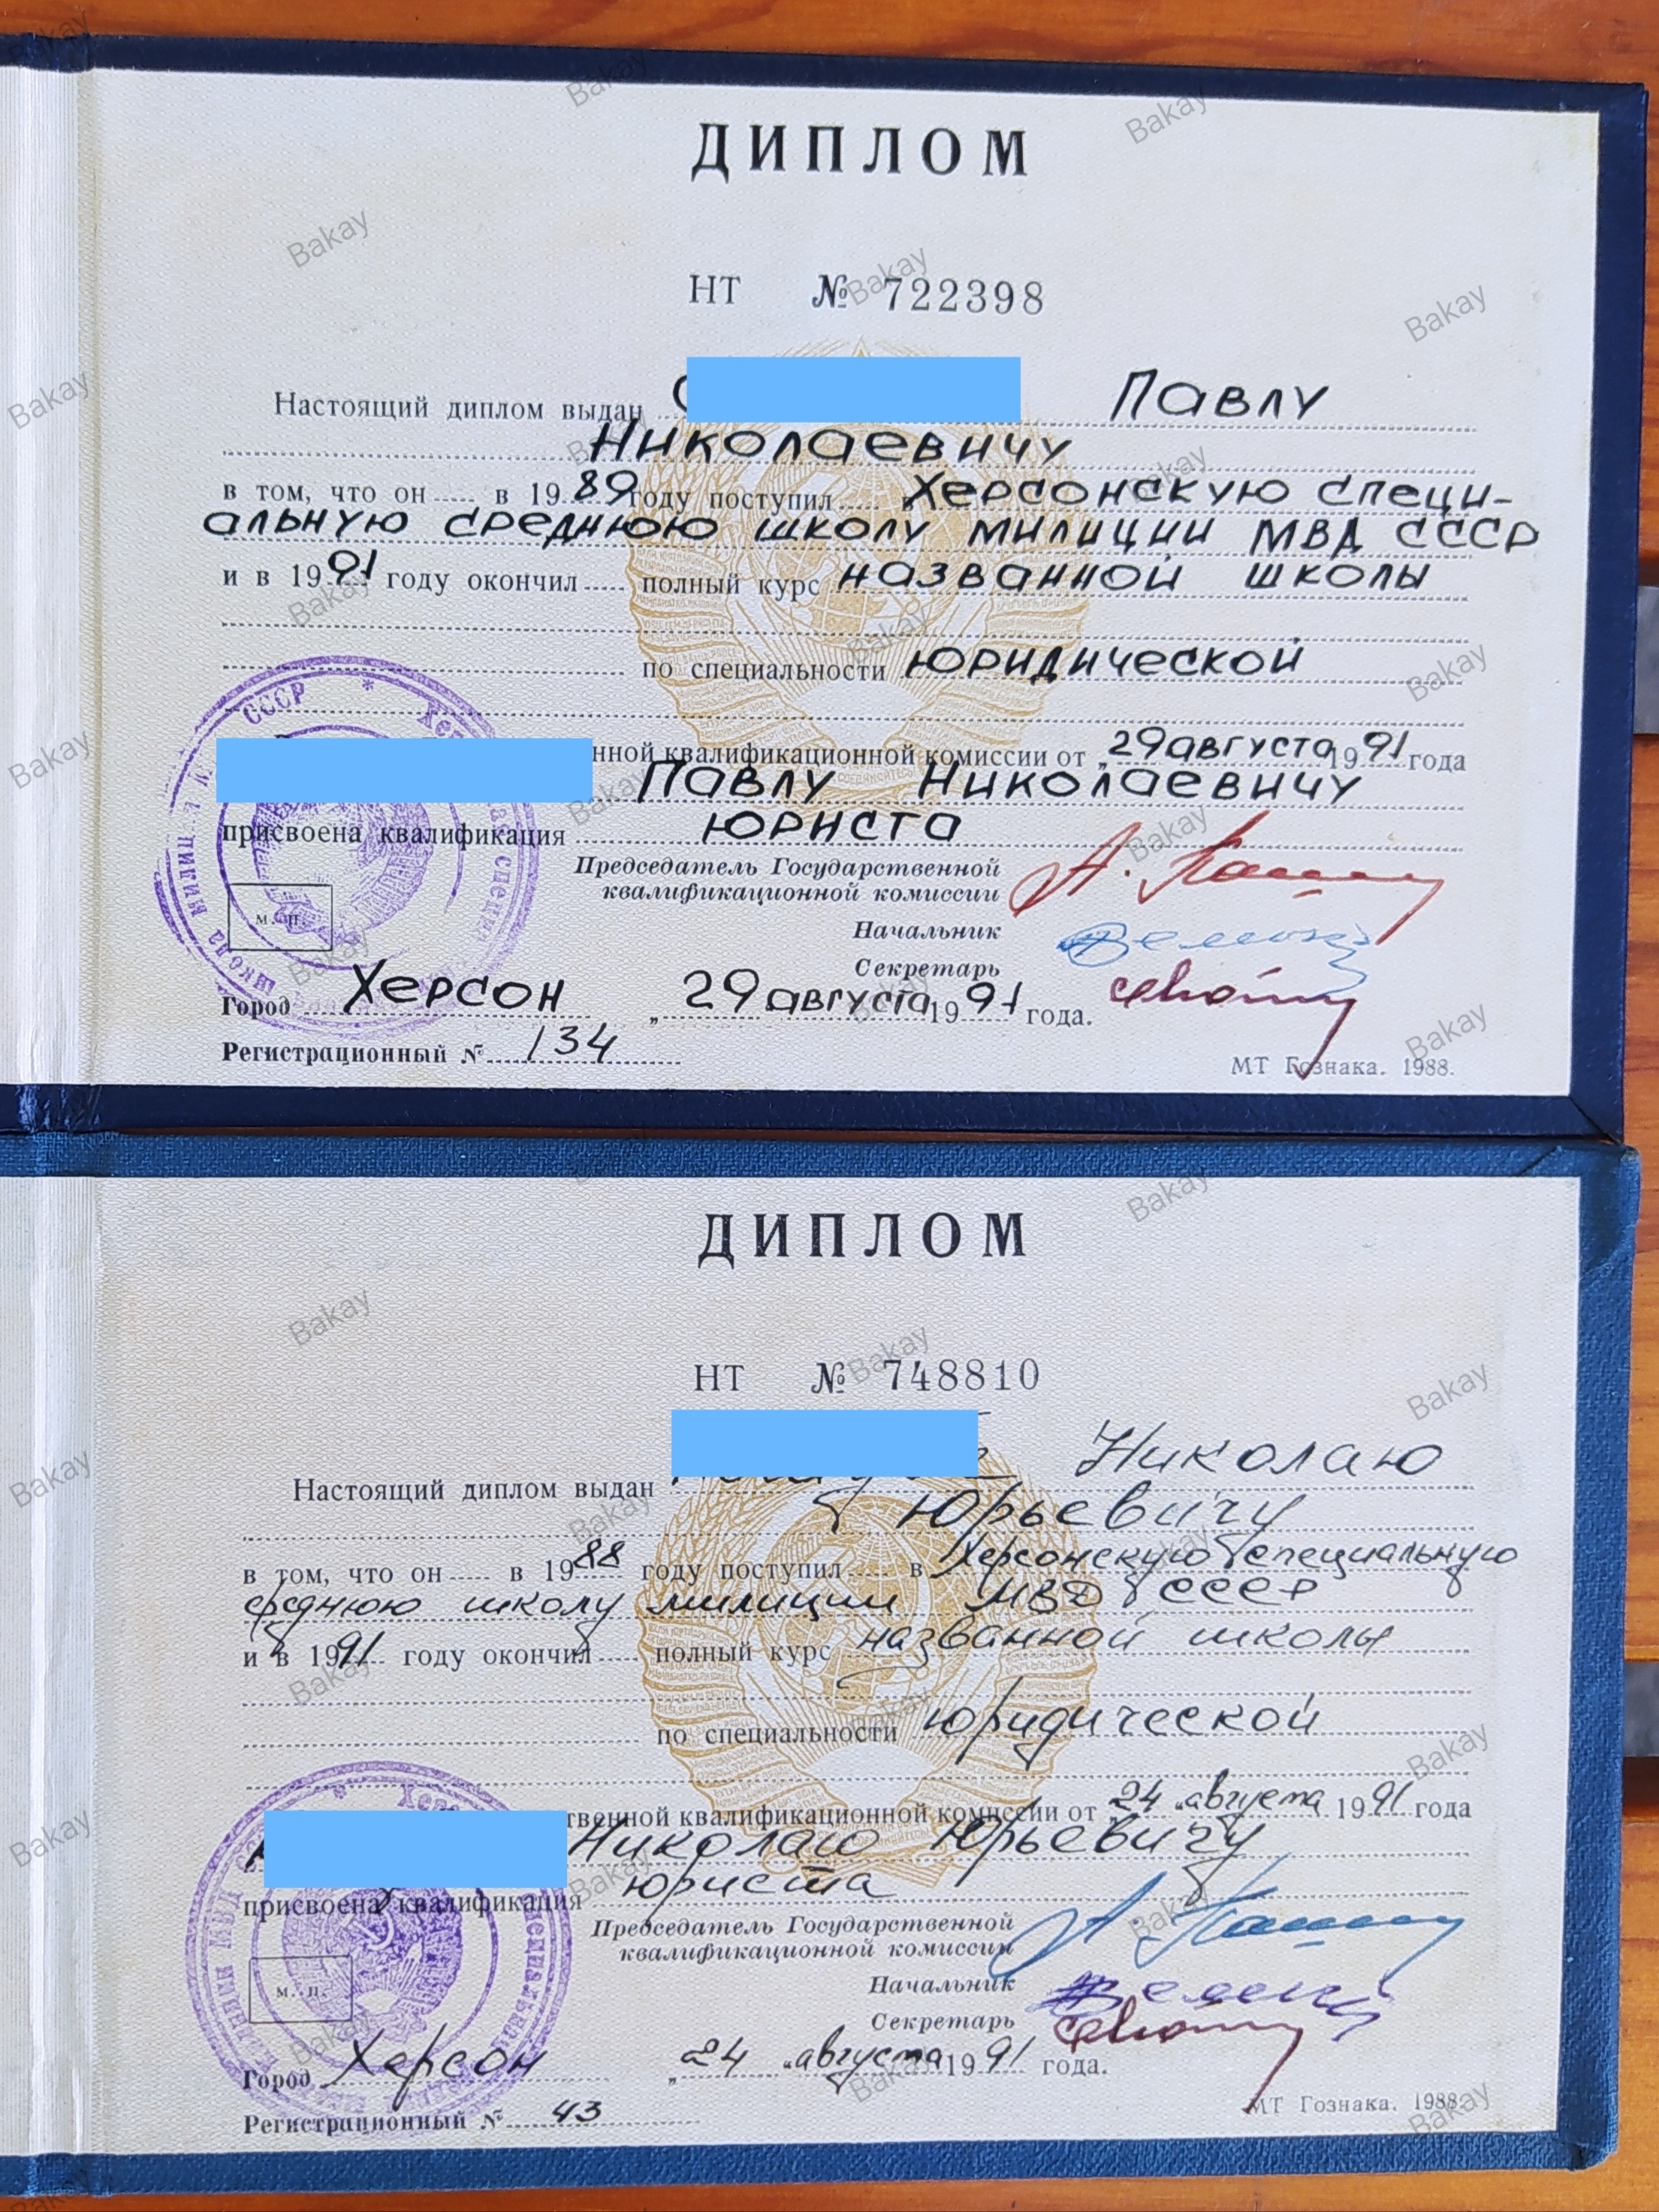 ДИПЛОМ
НТ № 722398
Настоящий диплом выдан Павлу
Николаевичу
в том, что он в 1989 году поступил в Херсонскую специ-
альную среднюю школу милиции МВД СССР
и в 1991 году окончил полный курс названной школы
по специальности юридической
нной квалификационной комиссии от „29 августа 1991 года
Павлу Николаевичу
присвоена квалификация юриста
Председатель Государственной
квалификационной комиссии
Начальник
Секретарь
м. п.
Город Херсон „29 августа 1991 года.
Регистрационный № 134
МТ Гознака. 1988.
ДИПЛОМ
НТ № 748810
Николаю
Настоящий диплом выдан
Юрьевичу
в том, что он в 1988 году поступил в Херсонскую специальную
среднюю школу милиции МВД СССР
и в 1991 году окончил полный курс названной школы
по специальности юридической
твенной квалификационной комиссии от „24 августа 1991 года
Николаю Юрьевичу
присвоена квалификация юриста
Председатель Государственной
квалификационной комиссии
Начальник
Секретарь
м. п.
Город Херсон „24 августа 1991 года.
Регистрационный № 43
МТ Гознака. 1988.
Bakay